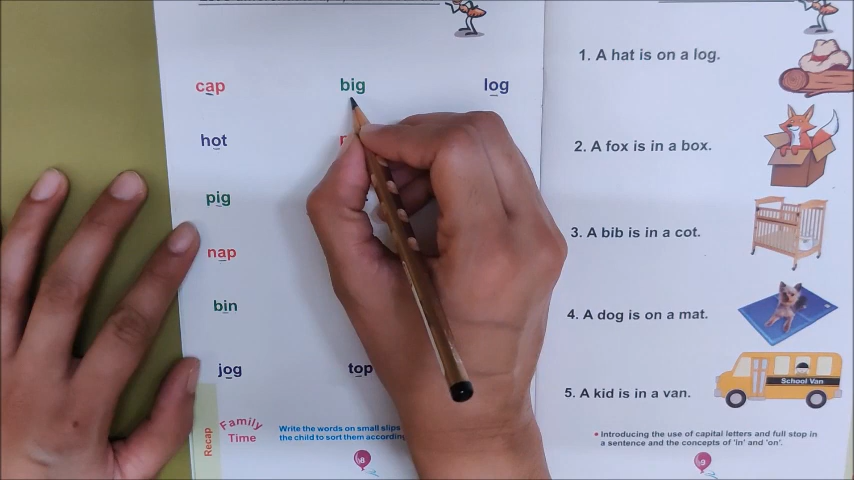 cap big log
hot
pig
nap
bin
jog top
Recap
Family
Time
Write the words on small slips
the child to sort them according
8
1. A hat is on a log.
2. A fox is in a box.
3. A bib is in a cot.
4. A dog is on a mat.
School Van
5. A kid is in a van.
• Introducing the use of capital letters and full stop in
a sentence and the concepts of 'in' and 'on'.
9